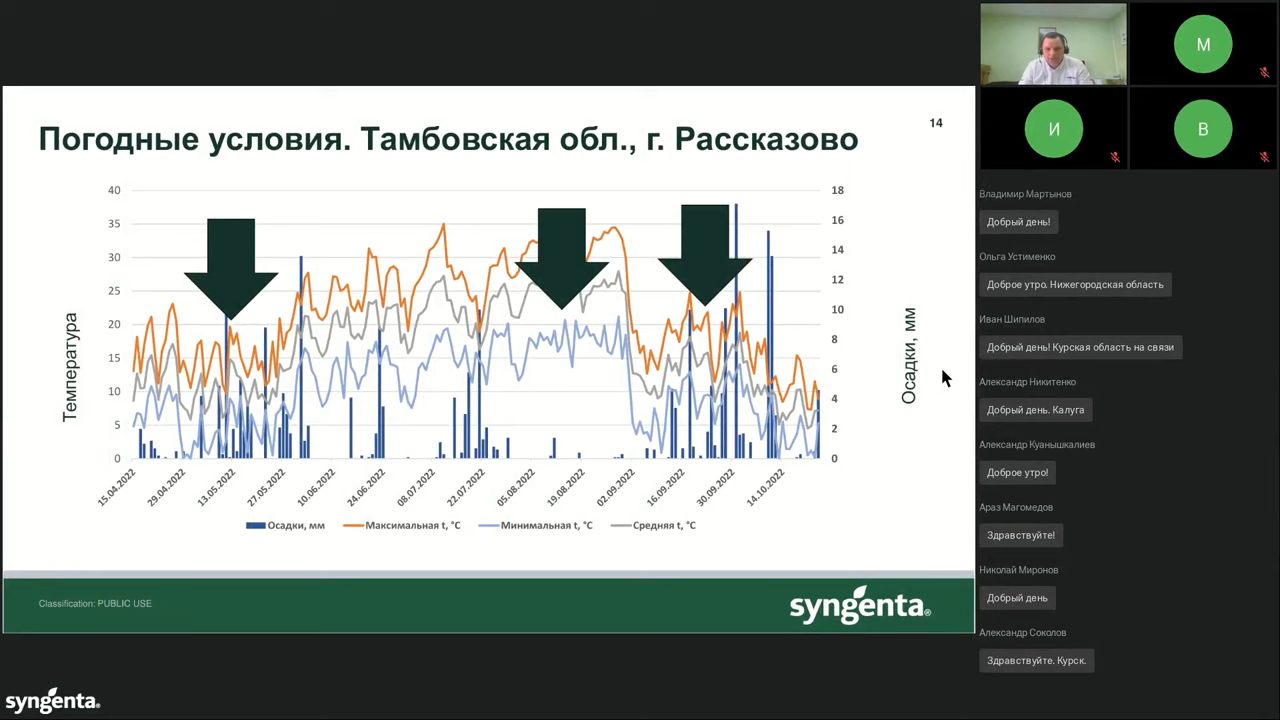 Погодные условия. Тамбовская обл., г. Рассказово
14
Температура
40
35
30
25
20
15
10
5
0
18
16
14
12
10
8
6
4
2
0
Осадки, мм
15.04.2022
29.04.2022
13.05.2022
27.05.2022
10.06.2022
24.06.2022
08.07.2022
22.07.2022
05.08.2022
19.08.2022
02.09.2022
16.09.2022
30.09.2022
14.10.2022
Осадки, мм Максимальная t, °C Минимальная t, °C Средняя t, °C
Classification: PUBLIC USE
syngenta®
syngenta.
М
И
В
Владимир Мартынов
Добрый день!
Ольга Устименко
Доброе утро. Нижегородская область
Иван Шипилов
Добрый день! Курская область на связи
Александр Никитенко
Добрый день. Калуга
Александр Куанышкалиев
Доброе утро!
Араз Магомедов
Здравствуйте!
Николай Миронов
Добрый день
Александр Соколов
Здравствуйте. Курск.